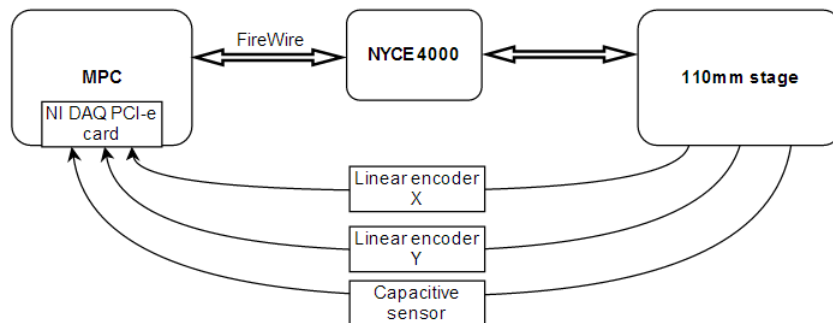 FireWire
MPC
NYCE 4000
110mm stage
NI DAQ PCI-e
card
Linear encoder
X
Linear encoder
Y
Capacitive
sensor